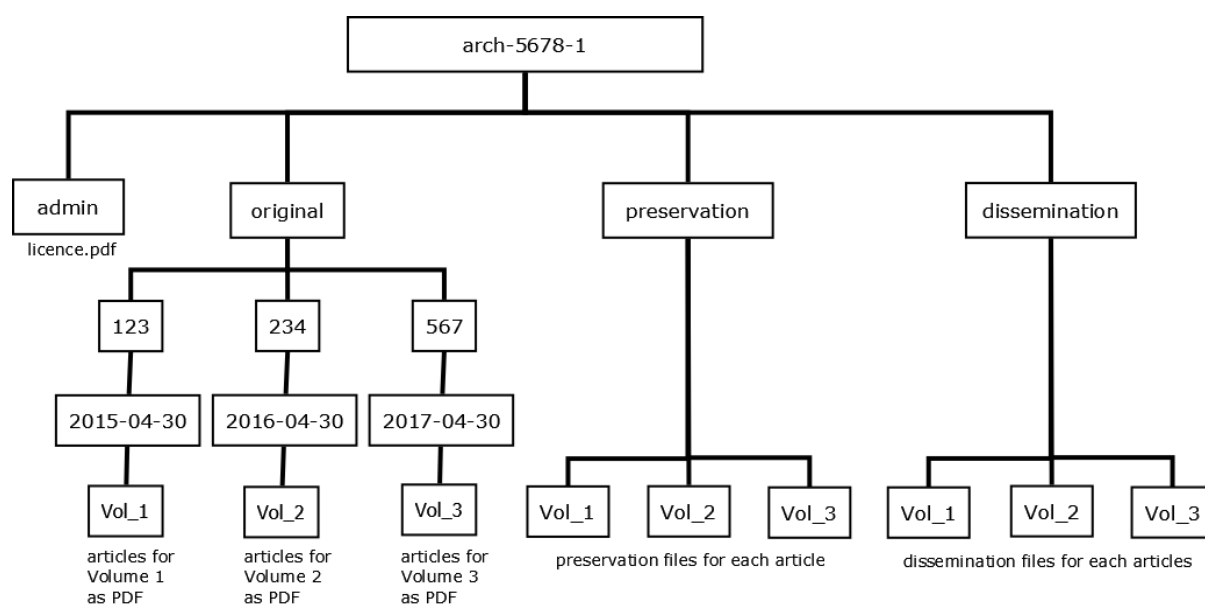 arch-5678-1
admin
original
preservation
dissemination
licence.pdf
123
234
567
2015-04-30
2016-04-30
2017-04-30
Vol_1
Vol_2
Vol_3
Vol_1
Vol_2
Vol_3
Vol_1
Vol_2
Vol_3
articles for
Volume 1
as PDF
articles for
Volume 2
as PDF
articles for
Volume 3
as PDF
preservation files for each article
dissemination files for each articles